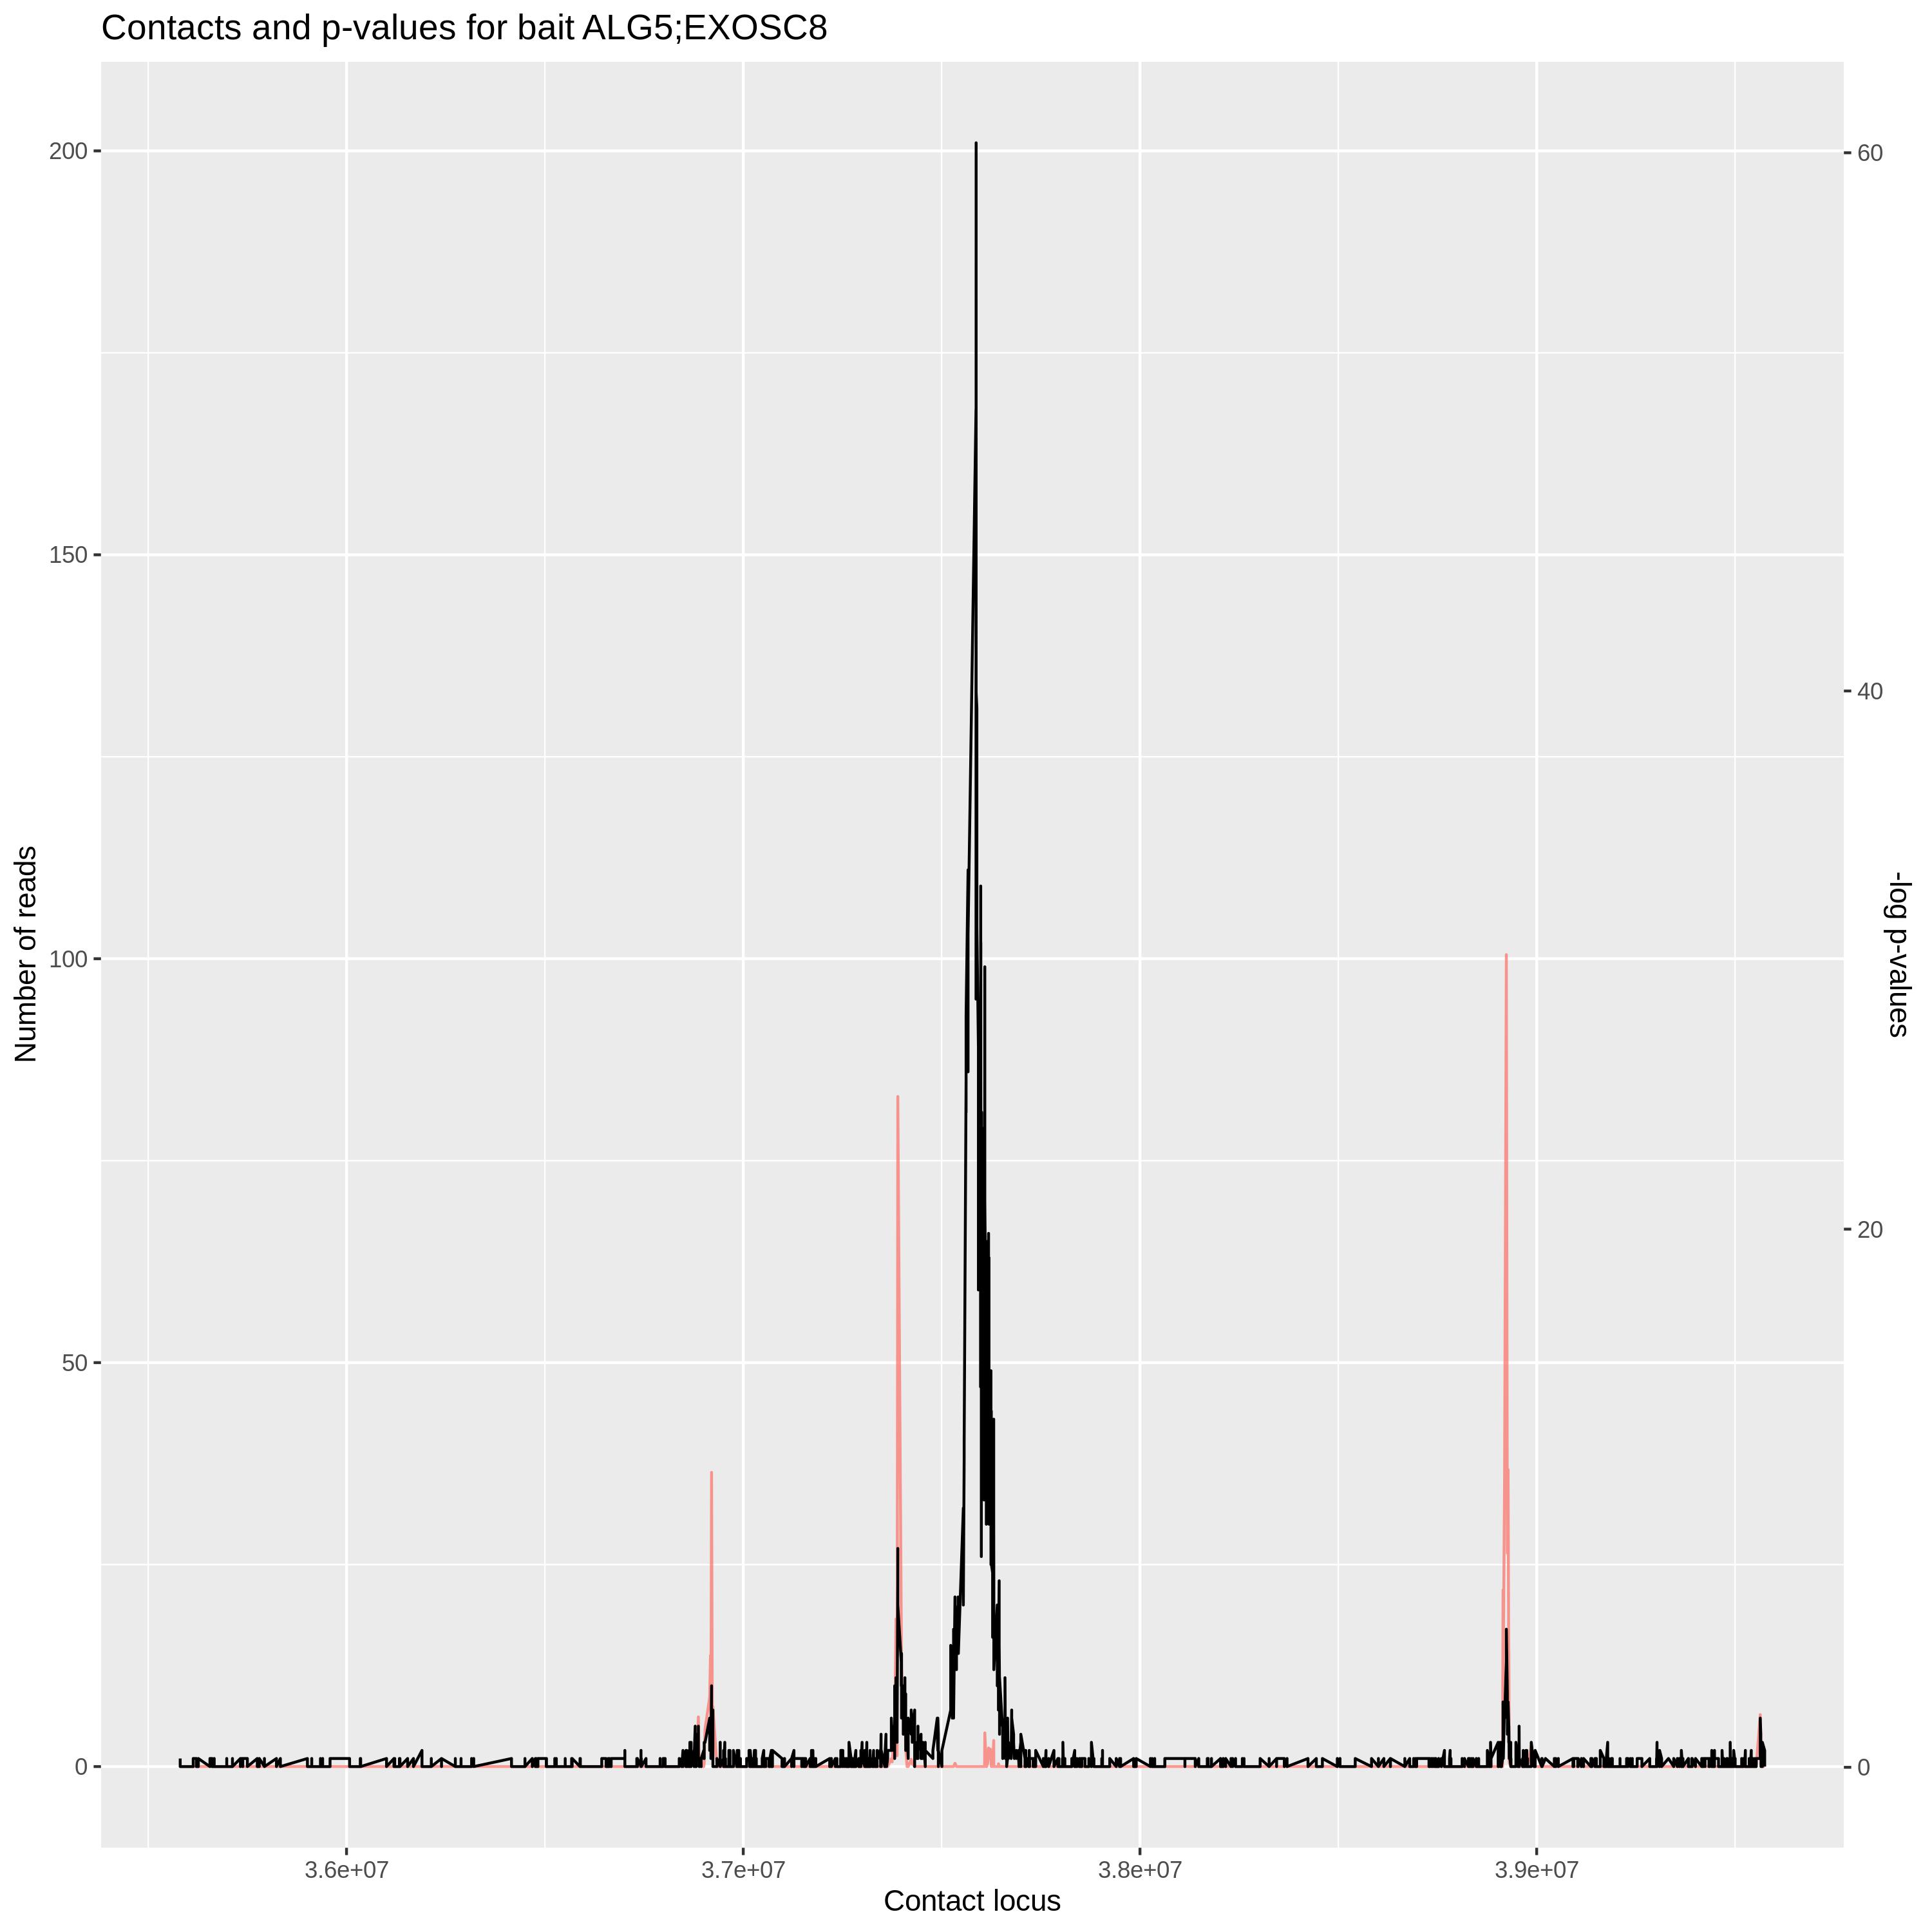 Contacts and p-values for bait ALG5;EXOSC8
200
150
100
50
0
Number of reads
60
40
20
0
-log p-values
3.6e+07
3.7e+07
3.8e+07
3.9e+07
Contact locus